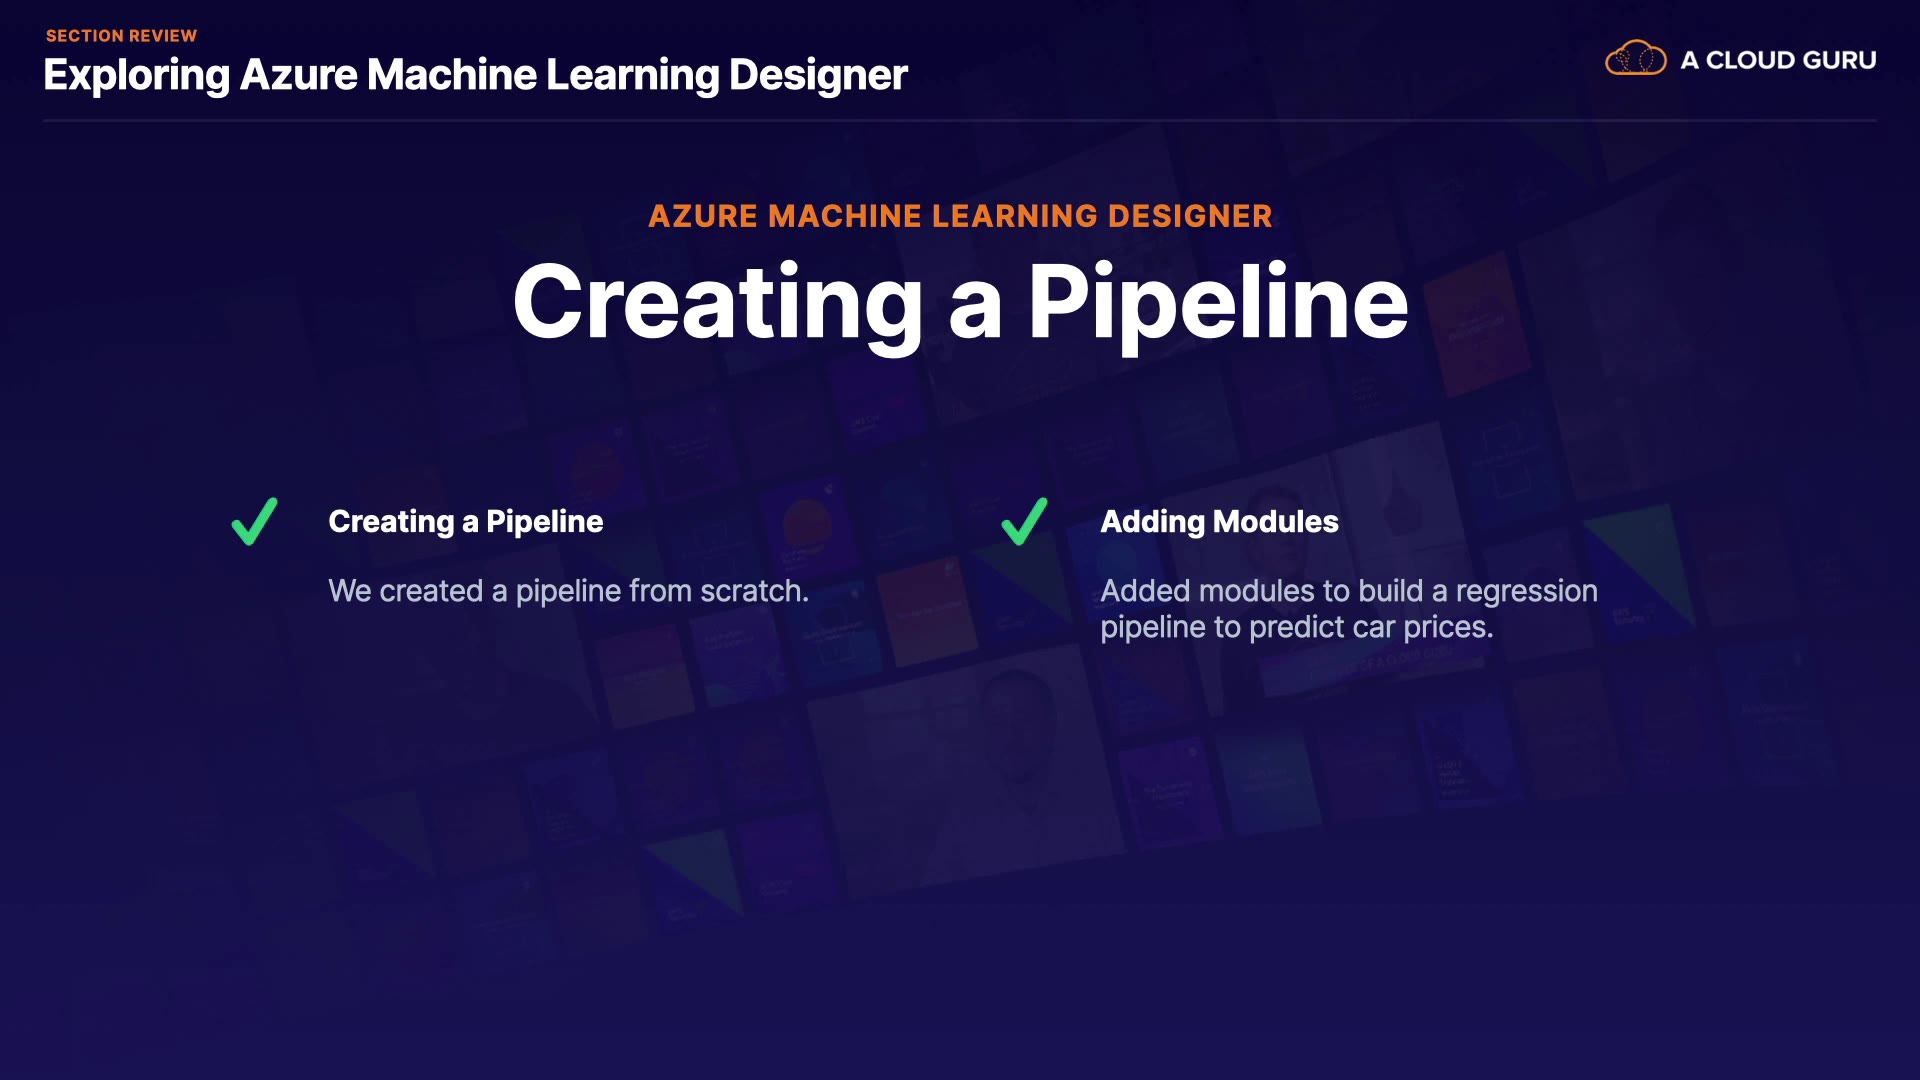 SECTION REVIEW
Exploring Azure Machine Learning Designer
A CLOUD GURU
AZURE MACHINE LEARNING DESIGNER
Creating a Pipeline
Creating a Pipeline
We created a pipeline from scratch.
Adding Modules
Added modules to build a regression
pipeline to predict car prices.